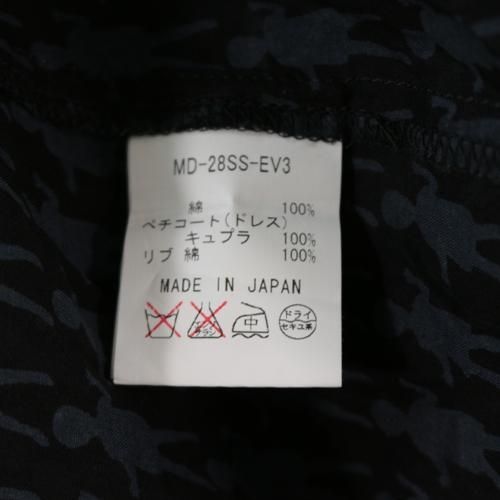 MD-28SS-EV3
綿 100%
ペチコート(ドレス)
キュプラ 100%
リブ 綿 100%
MADE IN JAPAN
中
ドライ
セキユ系